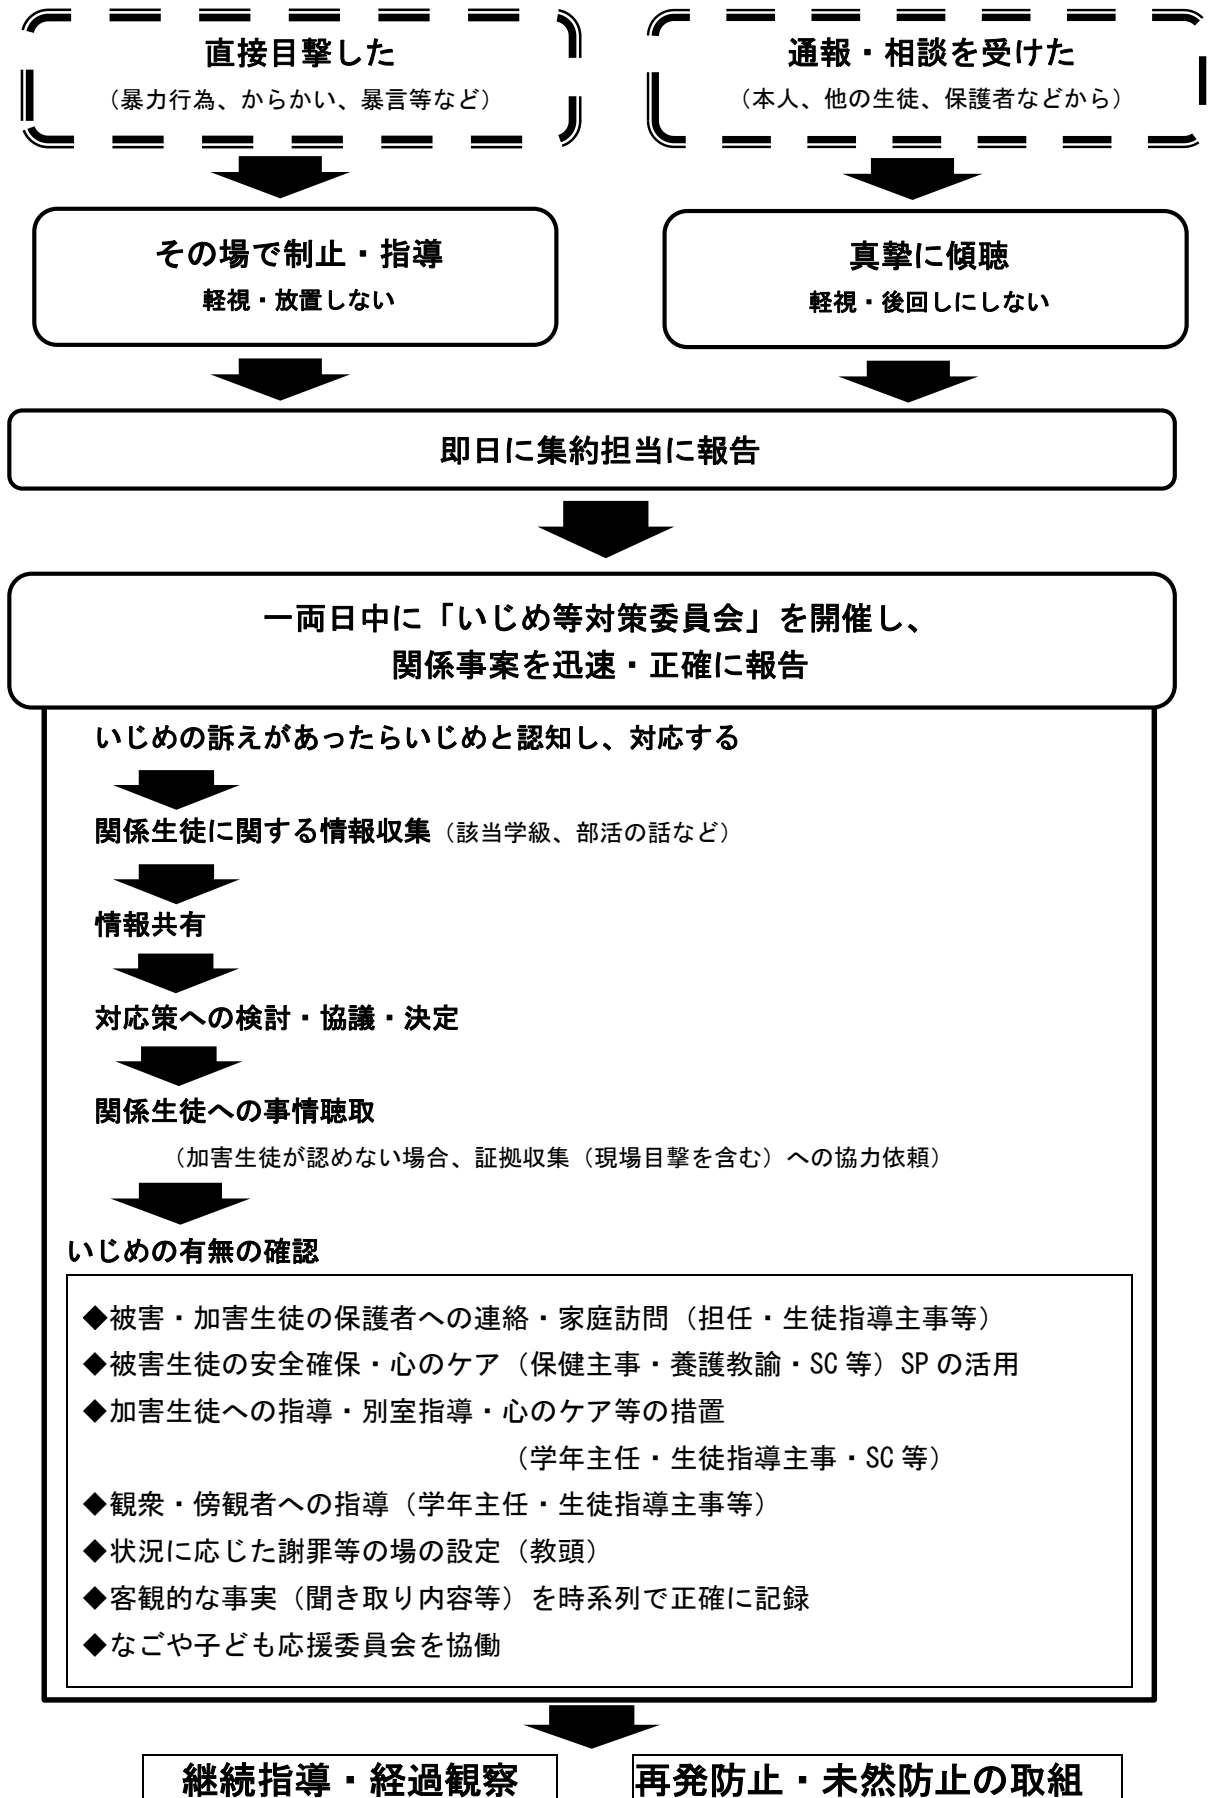 直接目撃した
（暴力行為、からかい、暴言等など）
通報・相談を受けた
（本人、他の生徒、保護者などから）
その場で制止・指導
軽視・放置しない
真摯に傾聴
軽視・後回しにしない
即日に集約担当に報告
一両日中に「いじめ等対策委員会」を開催し、
関係事案を迅速・正確に報告
いじめの訴えがあったらいじめと認知し、対応する
関係生徒に関する情報収集（該当学級、部活の話など）
情報共有
対応策への検討・協議・決定
関係生徒への事情聴取
（加害生徒が認めない場合、証拠収集（現場目撃を含む）への協力依頼）
いじめの有無の確認
◆被害・加害生徒の保護者への連絡・家庭訪問（担任・生徒指導主事等）
◆被害生徒の安全確保・心のケア（保健主事・養護教諭・SC 等）SP の活用
◆加害生徒への指導・別室指導・心のケア等の措置
（学年主任・生徒指導主事・SC 等）
◆観衆・傍観者への指導（学年主任・生徒指導主事等）
◆状況に応じた謝罪等の場の設定（教頭）
◆客観的な事実（聞き取り内容等）を時系列で正確に記録
◆なごや子ども応援委員会を協働
継続指導・経過観察
再発防止・未然防止の取組